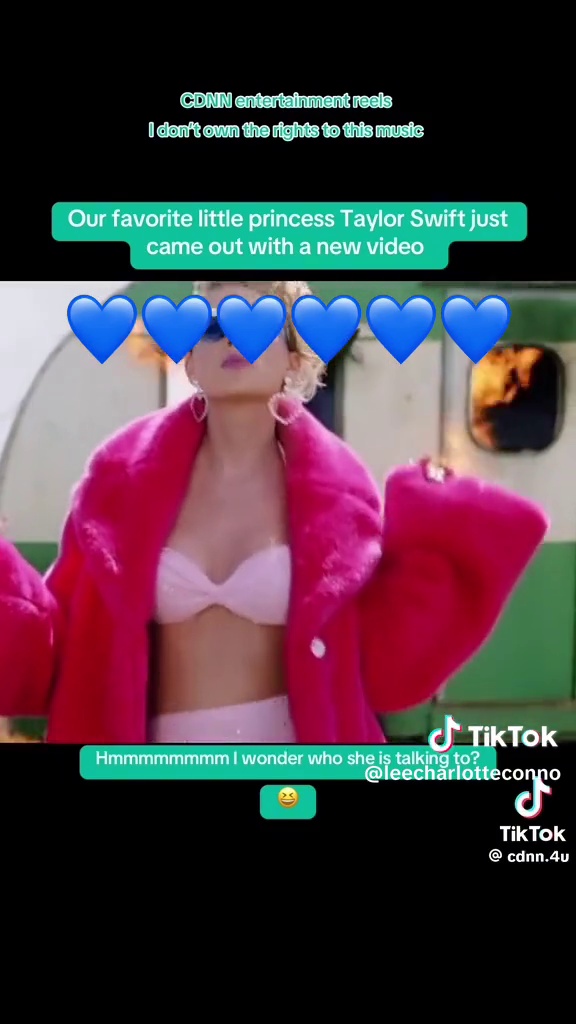 CDNN entertainment reels
I don't own the rights to this music
Our favorite little princess Taylor Swift just
came out with a new video
Hmmmmmmmm I wonder who she is talking to?
TikTok
@leecharlotteconno
TikTok
@ cdnn.4u